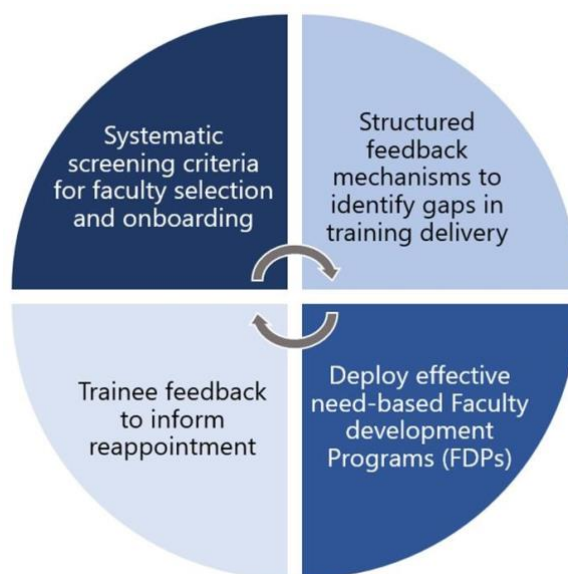 Systematic
screening criteria
for faculty selection
and onboarding
Structured
feedback
mechanisms to
identify gaps in
training delivery
Deploy effective
need-based Faculty
development
Programs (FDPs)
Trainee feedback
to inform
reappointment